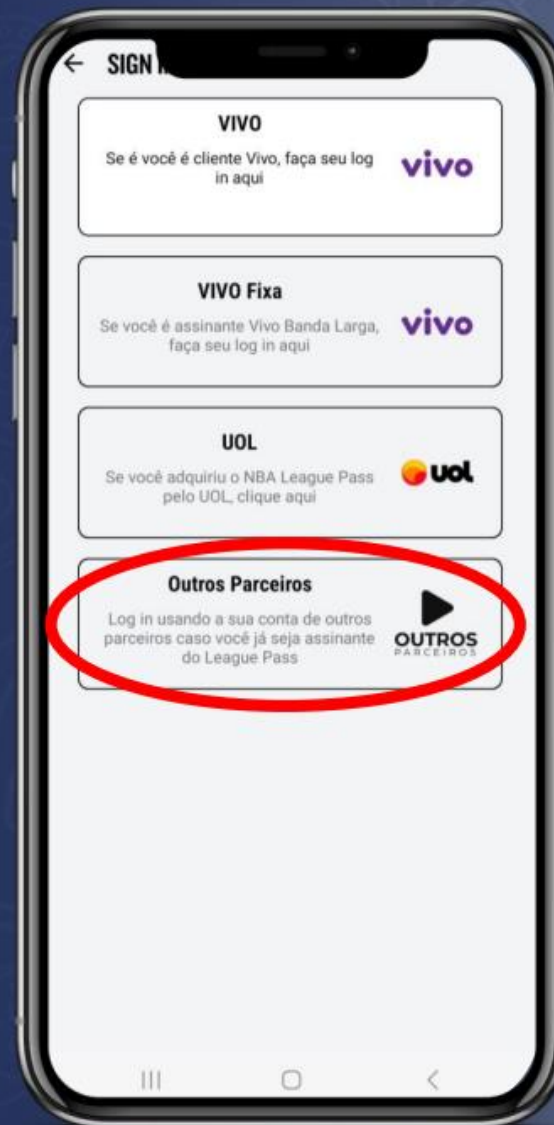 SIGN
VIVO
Se é você é cliente Vivo, faça seu log
in aqui
vivo
VIVO Fixa
Se você é assinante Vivo Banda Larga,
faça seu log in aqui
vivo
UOL
Se você adquiriu o NBA League Pass
pelo UOL, clique aqui
uol
Outros Parceiros
Log in usando a sua conta de outros
parceiros caso você já seja assinante
do League Pass
OUTROS
PARCEIROS